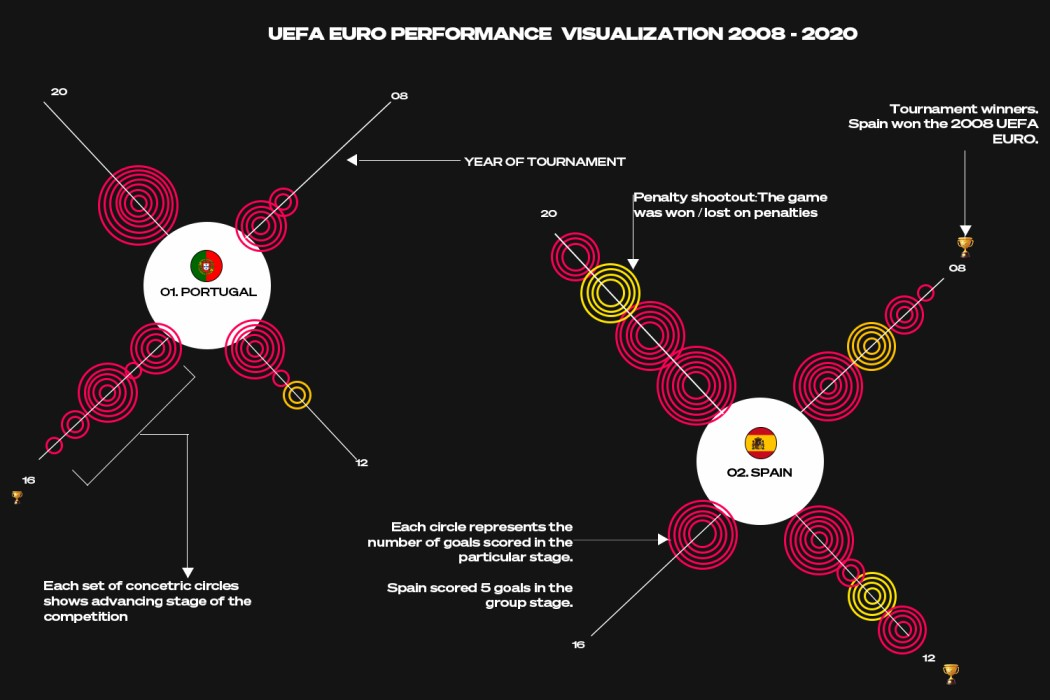 UEFA EURO PERFORMANCE VISUALIZATION 2008 - 2020
20
08
YEAR OF TOURNAMENT
01. PORTUGAL
16
12
Each set of concetric circles
shows advancing stage of the
competition
Tournament winners.
Spain won the 2008 UEFA
EURO.
Penalty shootout:The game
was won / lost on penalties
20
08
02. SPAIN
Each circle represents the
number of goals scored in the
particular stage.
Spain scored 5 goals in the
group stage.
16
12